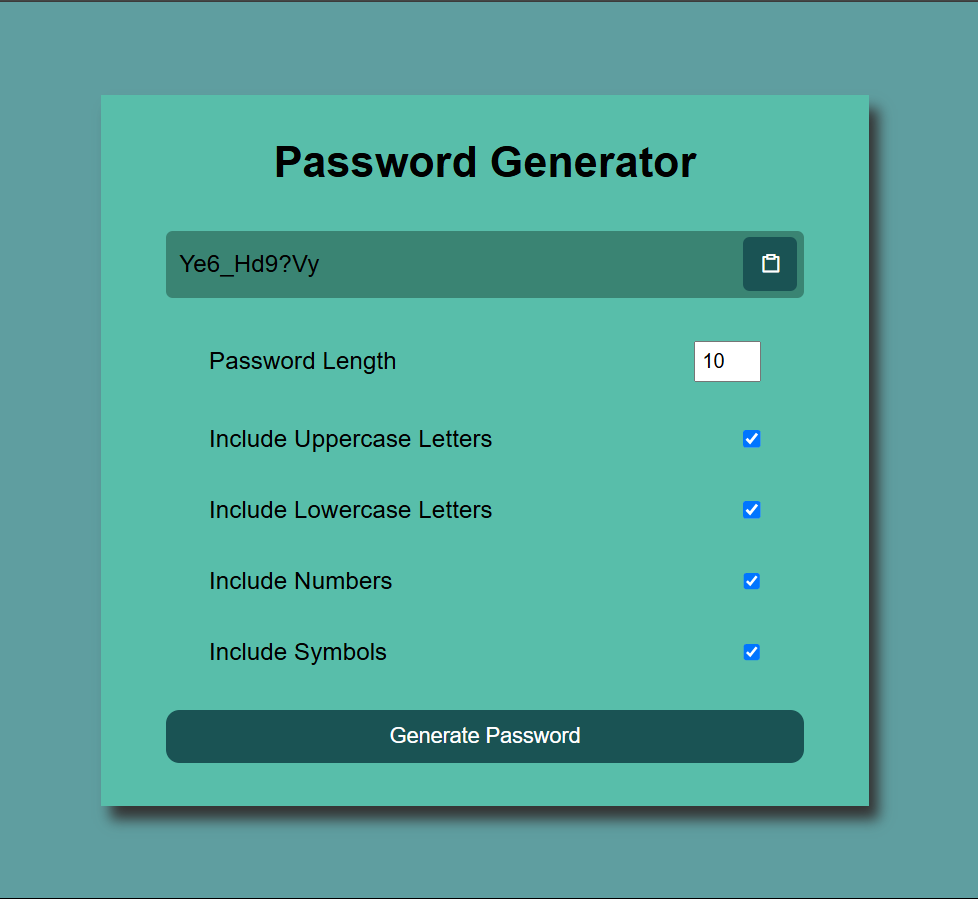 Password Generator
Ye6_Hd9?Vy
Password Length
10
Include Uppercase Letters
Include Lowercase Letters
Include Numbers
Include Symbols
Generate Password